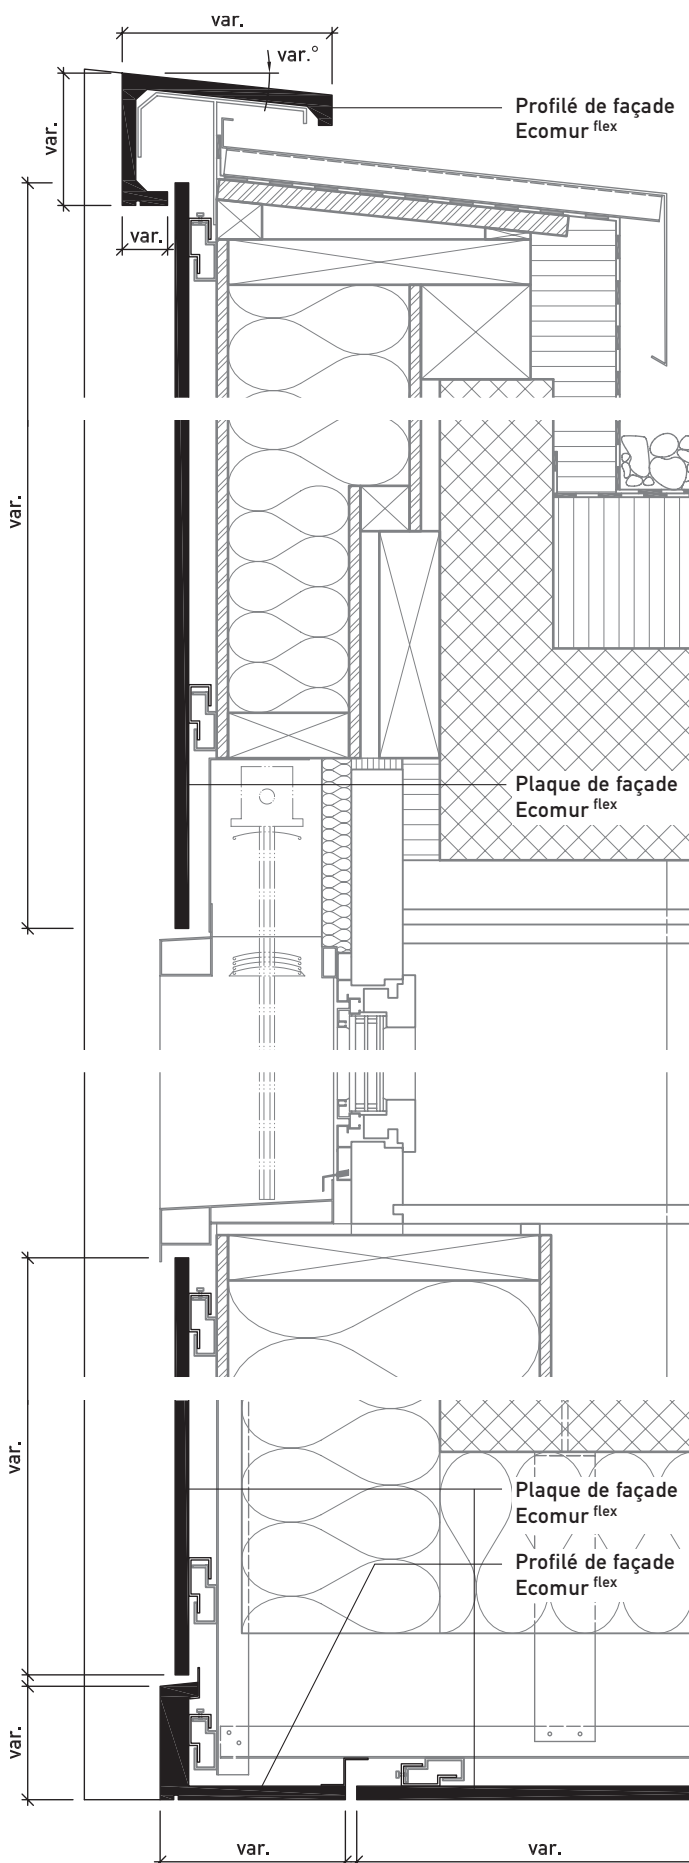 var.
var.°
Profilé de façade
Ecomur flex
var.
var.
var.
Plaque de façade
Ecomur flex
var.
Plaque de façade
Ecomur flex
Profilé de façade
Ecomur flex
var.
var.
var.